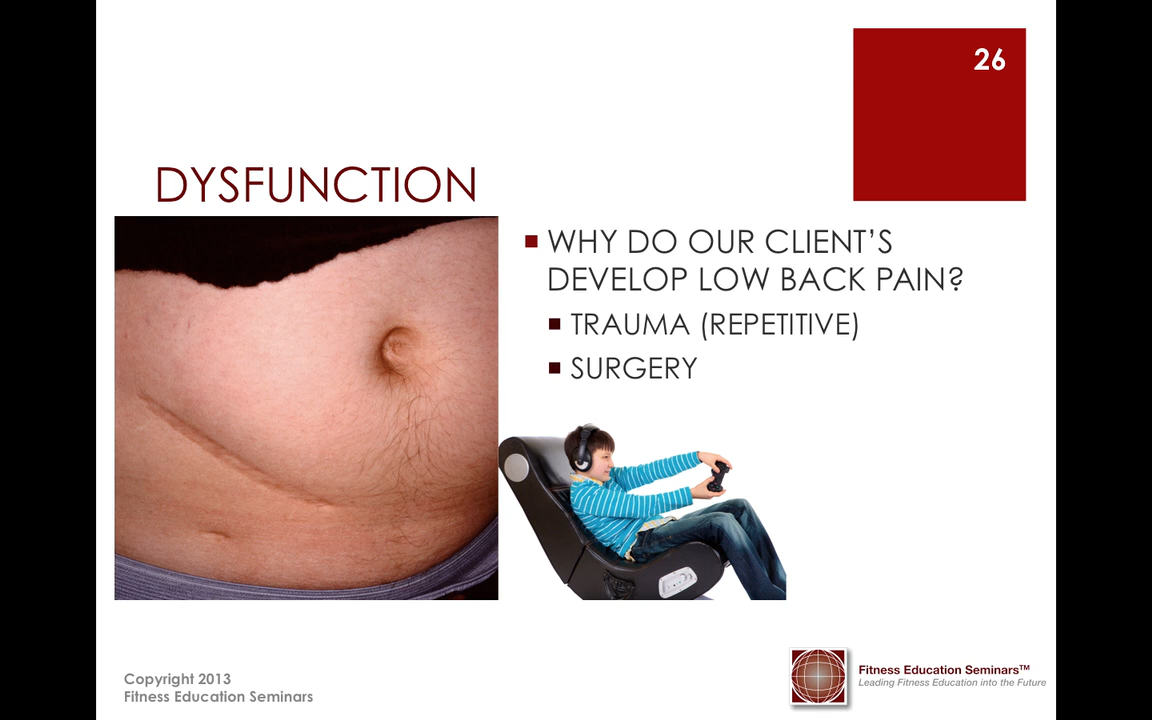 26
DYSFUNCTION
WHY DO OUR CLIENT’S
DEVELOP LOW BACK PAIN?
TRAUMA (REPETITIVE)
SURGERY
Copyright 2013
Fitness Education Seminars
Fitness Education Seminars™
Leading Fitness Education into the Future